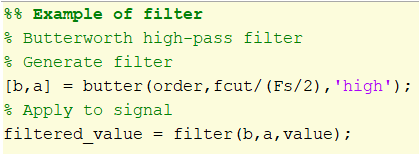 %% Example of filter
% Butterworth high-pass filter
% Generate filter
[b,a] = butter(order,fcut/(Fs/2),'high');
% Apply to signal
filtered_value = filter(b,a,value);